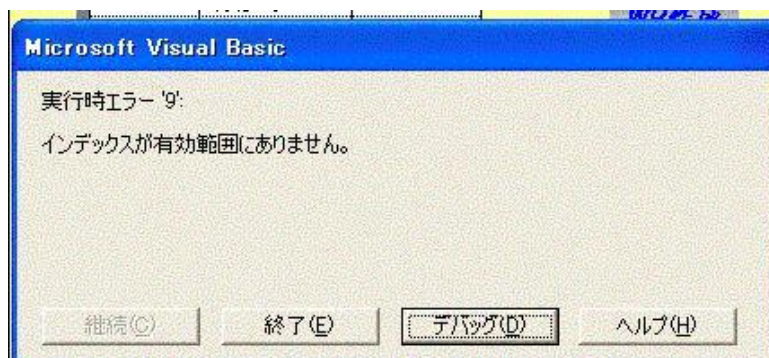 Microsoft Visual Basic
実行時エラー '9':
インデックスが有効範囲にありません。
継続(C)
終了(E)
デバッグ(D)
ヘルプ(H)